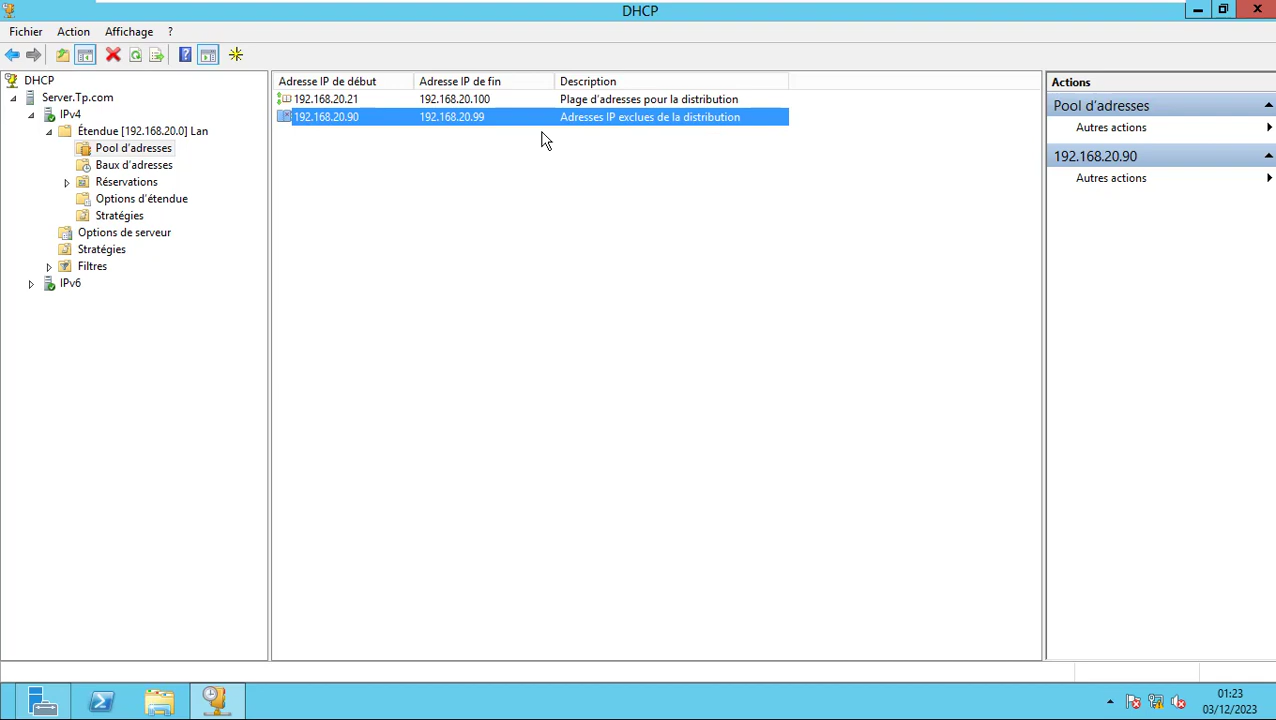 DHCP
Fichier Action Affichage ?
DHCP
Server.Tp.com
IPv4
Étendue [192.168.20.0] Lan
Pool d'adresses
Baux d'adresses
Réservations
Options d'étendue
Stratégies
Options de serveur
Stratégies
Filtres
IPv6
Adresse IP de début Adresse IP de fin Description
192.168.20.21 192.168.20.100 Plage d'adresses pour la distribution
192.168.20.90 192.168.20.99 Adresses IP exclues de la distribution
Actions
Pool d'adresses
Autres actions
192.168.20.90
Autres actions
01:23
03/12/2023